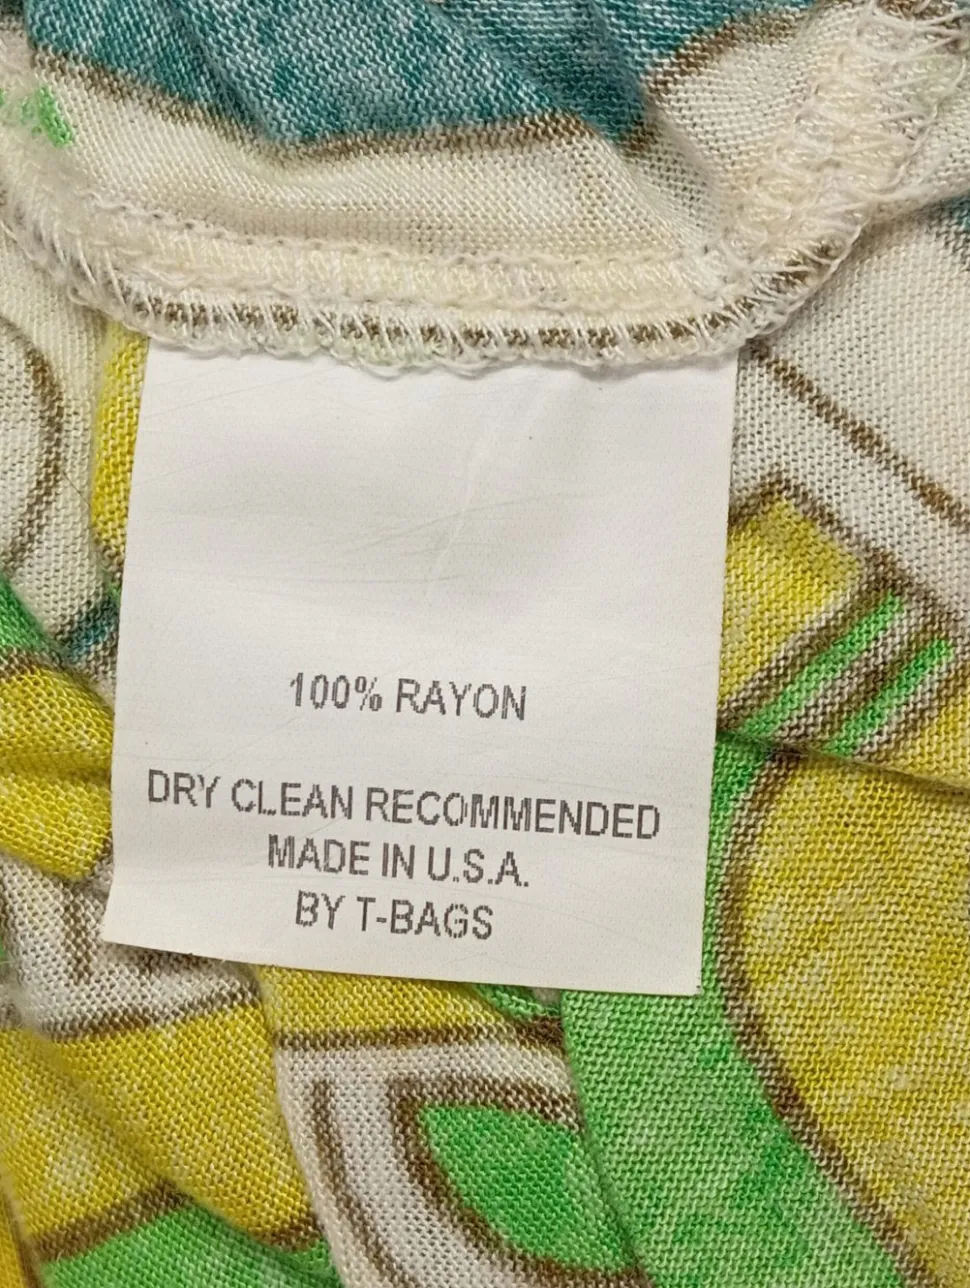 100% RAYON
DRY CLEAN RECOMMENDED
MADE IN U.S.A.
BY T-BAGS